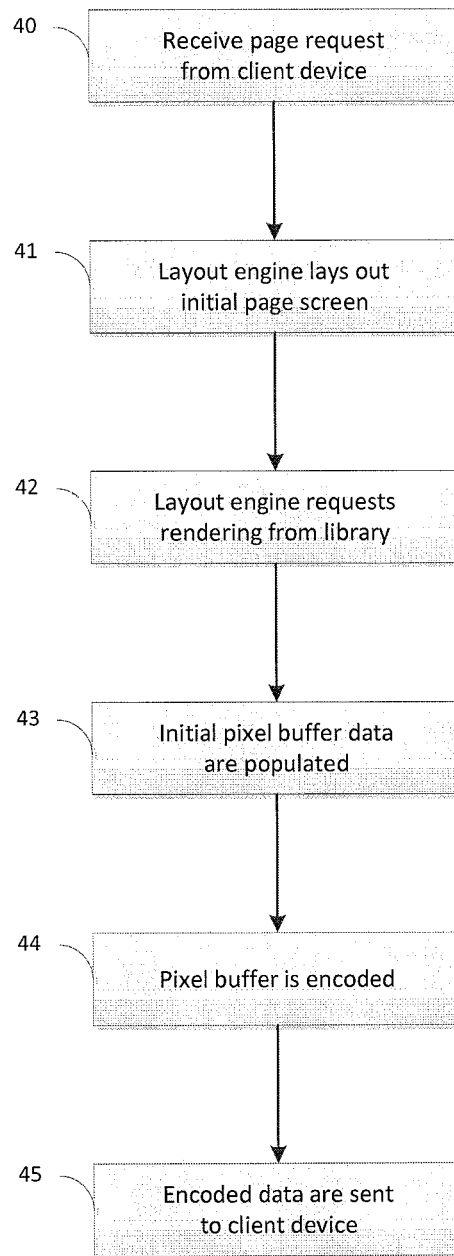 40
Receive page request
from client device
41
Layout engine lays out
initial page screen
42
Layout engine requests
rendering from library
43
Initial pixel buffer data
are populated
44
Pixel buffer is encoded
45
Encoded data are sent
to client device